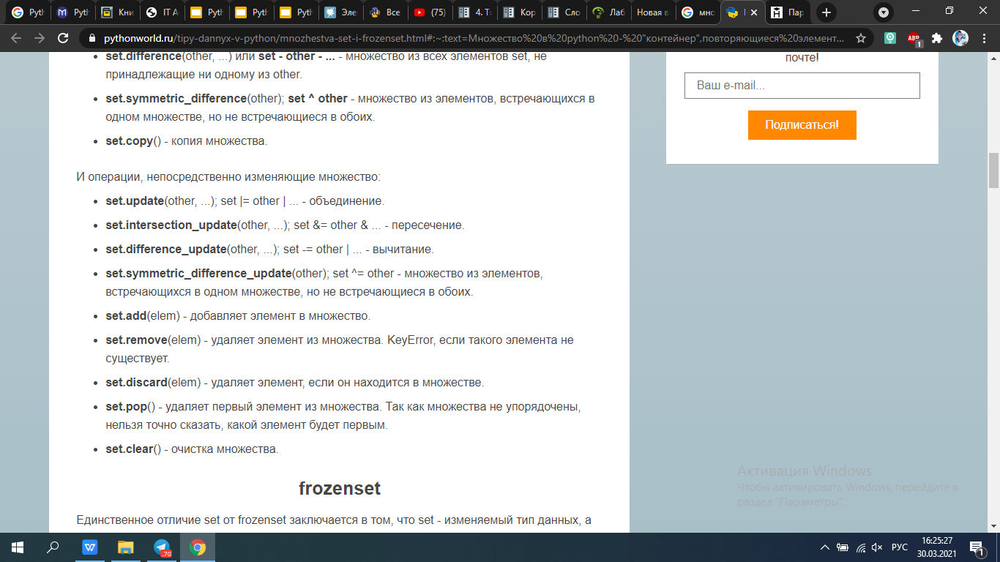 Pyth
Pyth
Кни
IT A
Pyth
Pyth
Pyth
Эле
Все
(75)
4. Т
Кор
Сло
Лаб
Новая в
мно
Пар
pythonworld.ru/tipy-dannyx-v-python/mnozhestva-set-i-frozenset.html#:~:text=Множество%20в%20python%20-%20"контейнер",повторяющиеся%20элемент...
ABP
1
set.difference(other, ...) или set - other - ... - множество из всех элементов set, не
принадлежащие ни одному из other.
set.symmetric_difference(other); set ^ other - множество из элементов, встречающихся в
одном множестве, но не встречающиеся в обоих.
set.copy() - копия множества.
И операции, непосредственно изменяющие множество:
set.update(other, ...); set |= other | ... - объединение.
set.intersection_update(other, ...); set &= other & ... - пересечение.
set.difference_update(other, ...); set -= other | ... - вычитание.
set.symmetric_difference_update(other); set ^= other - множество из элементов,
встречающихся в одном множестве, но не встречающиеся в обоих.
set.add(elem) - добавляет элемент в множество.
set.remove(elem) - удаляет элемент из множества. KeyError, если такого элемента не
существует.
set.discard(elem) - удаляет элемент, если он находится в множестве.
set.pop() - удаляет первый элемент из множества. Так как множества не упорядочены,
нельзя точно сказать, какой элемент будет первым.
set.clear() - очистка множества.
frozenset
Единственное отличие set от frozenset заключается в том, что set - изменяемый тип данных, а
почте!
Ваш e-mail...
Подписаться!
Активация Windows
Чтобы активировать Windows, перейдите в
раздел "Параметры".
70
РУС
16:25:27
30.03.2021
1